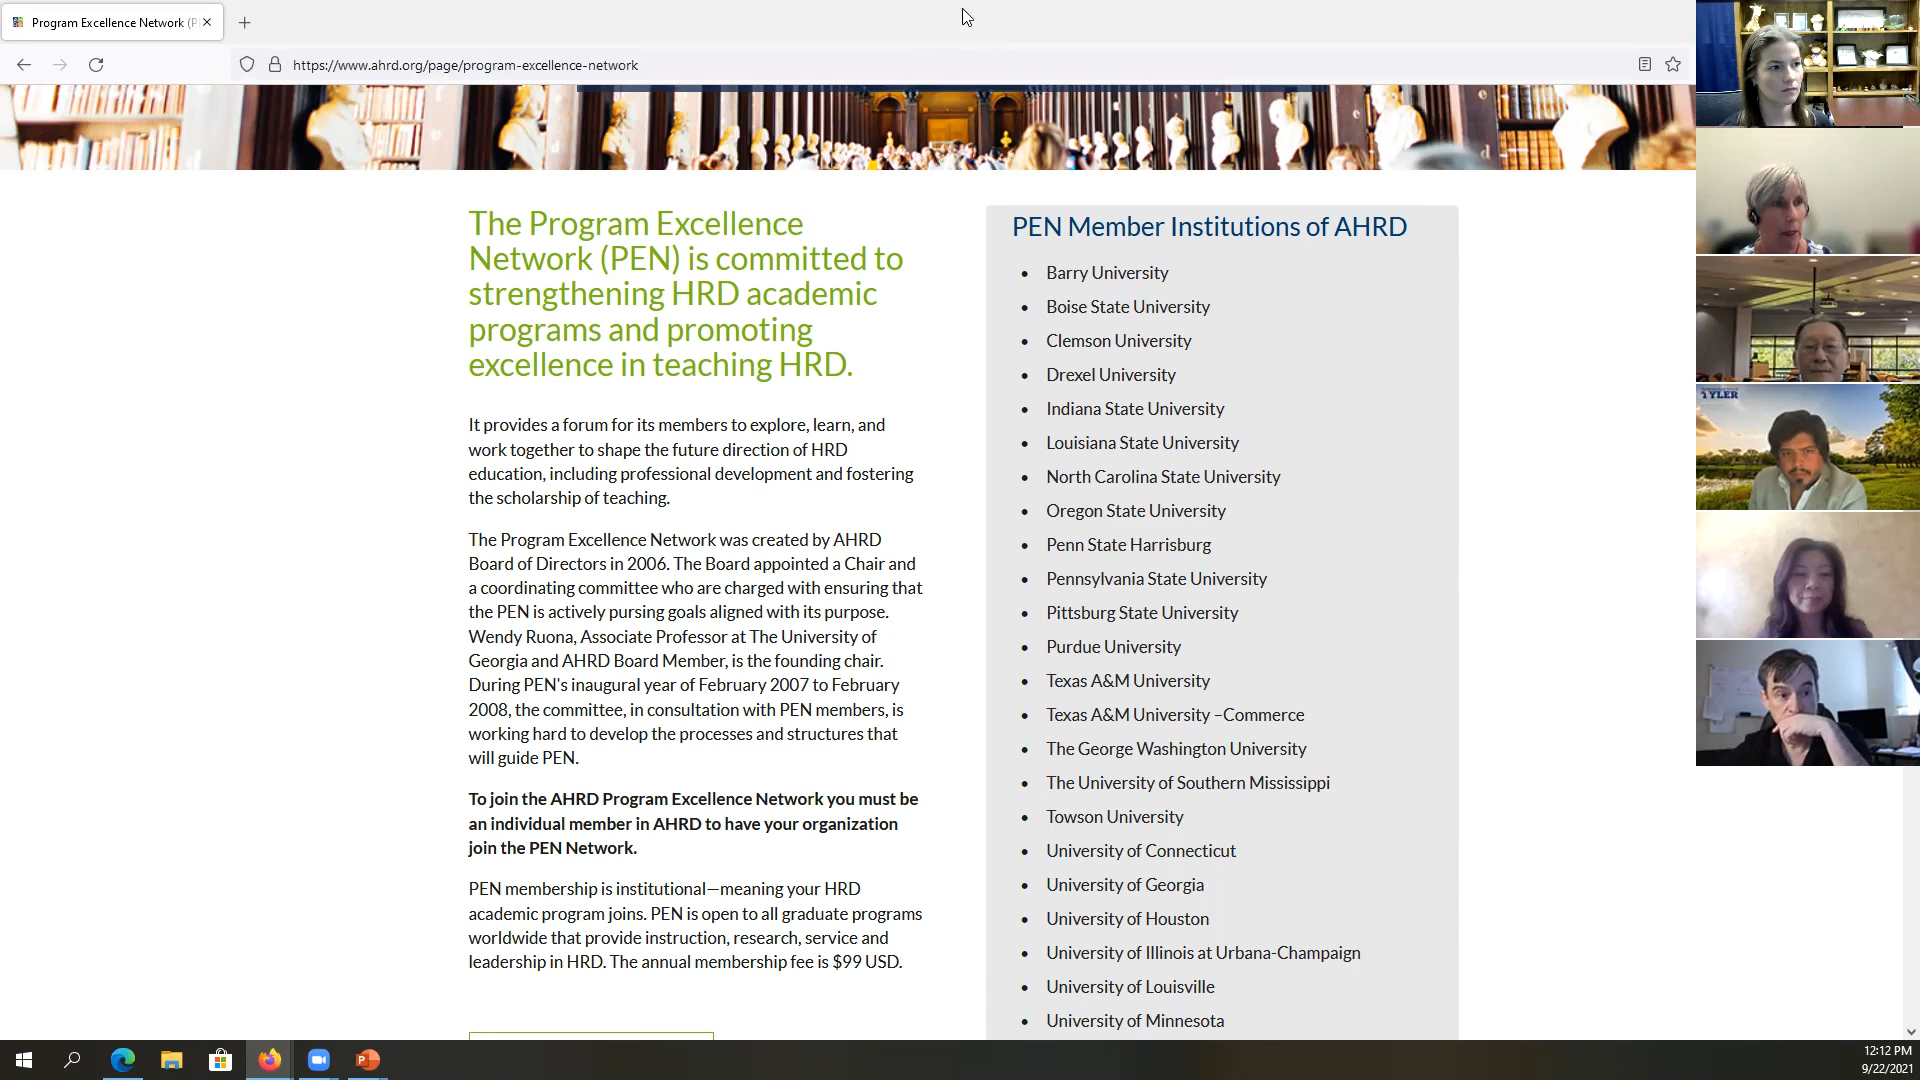 Program Excellence Network (P
https://www.ahrd.org/page/program-excellence-network
The Program Excellence
Network (PEN) is committed to
strengthening HRD academic
programs and promoting
excellence in teaching HRD.
It provides a forum for its members to explore, learn, and
work together to shape the future direction of HRD
education, including professional development and fostering
the scholarship of teaching.
The Program Excellence Network was created by AHRD
Board of Directors in 2006. The Board appointed a Chair and
a coordinating committee who are charged with ensuring that
the PEN is actively pursing goals aligned with its purpose.
Wendy Ruona, Associate Professor at The University of
Georgia and AHRD Board Member, is the founding chair.
During PEN's inaugural year of February 2007 to February
2008, the committee, in consultation with PEN members, is
working hard to develop the processes and structures that
will guide PEN.
To join the AHRD Program Excellence Network you must be
an individual member in AHRD to have your organization
join the PEN Network.
PEN membership is institutional—meaning your HRD
academic program joins. PEN is open to all graduate programs
worldwide that provide instruction, research, service and
leadership in HRD. The annual membership fee is $99 USD.
PEN Member Institutions of AHRD
• Barry University
• Boise State University
• Clemson University
• Drexel University
• Indiana State University
• Louisiana State University
• North Carolina State University
• Oregon State University
• Penn State Harrisburg
• Pennsylvania State University
• Pittsburg State University
• Purdue University
• Texas A&M University
• Texas A&M University –Commerce
• The George Washington University
• The University of Southern Mississippi
• Towson University
• University of Connecticut
• University of Georgia
• University of Houston
• University of Illinois at Urbana-Champaign
• University of Louisville
• University of Minnesota
TYLER
12:12 PM
9/22/2021